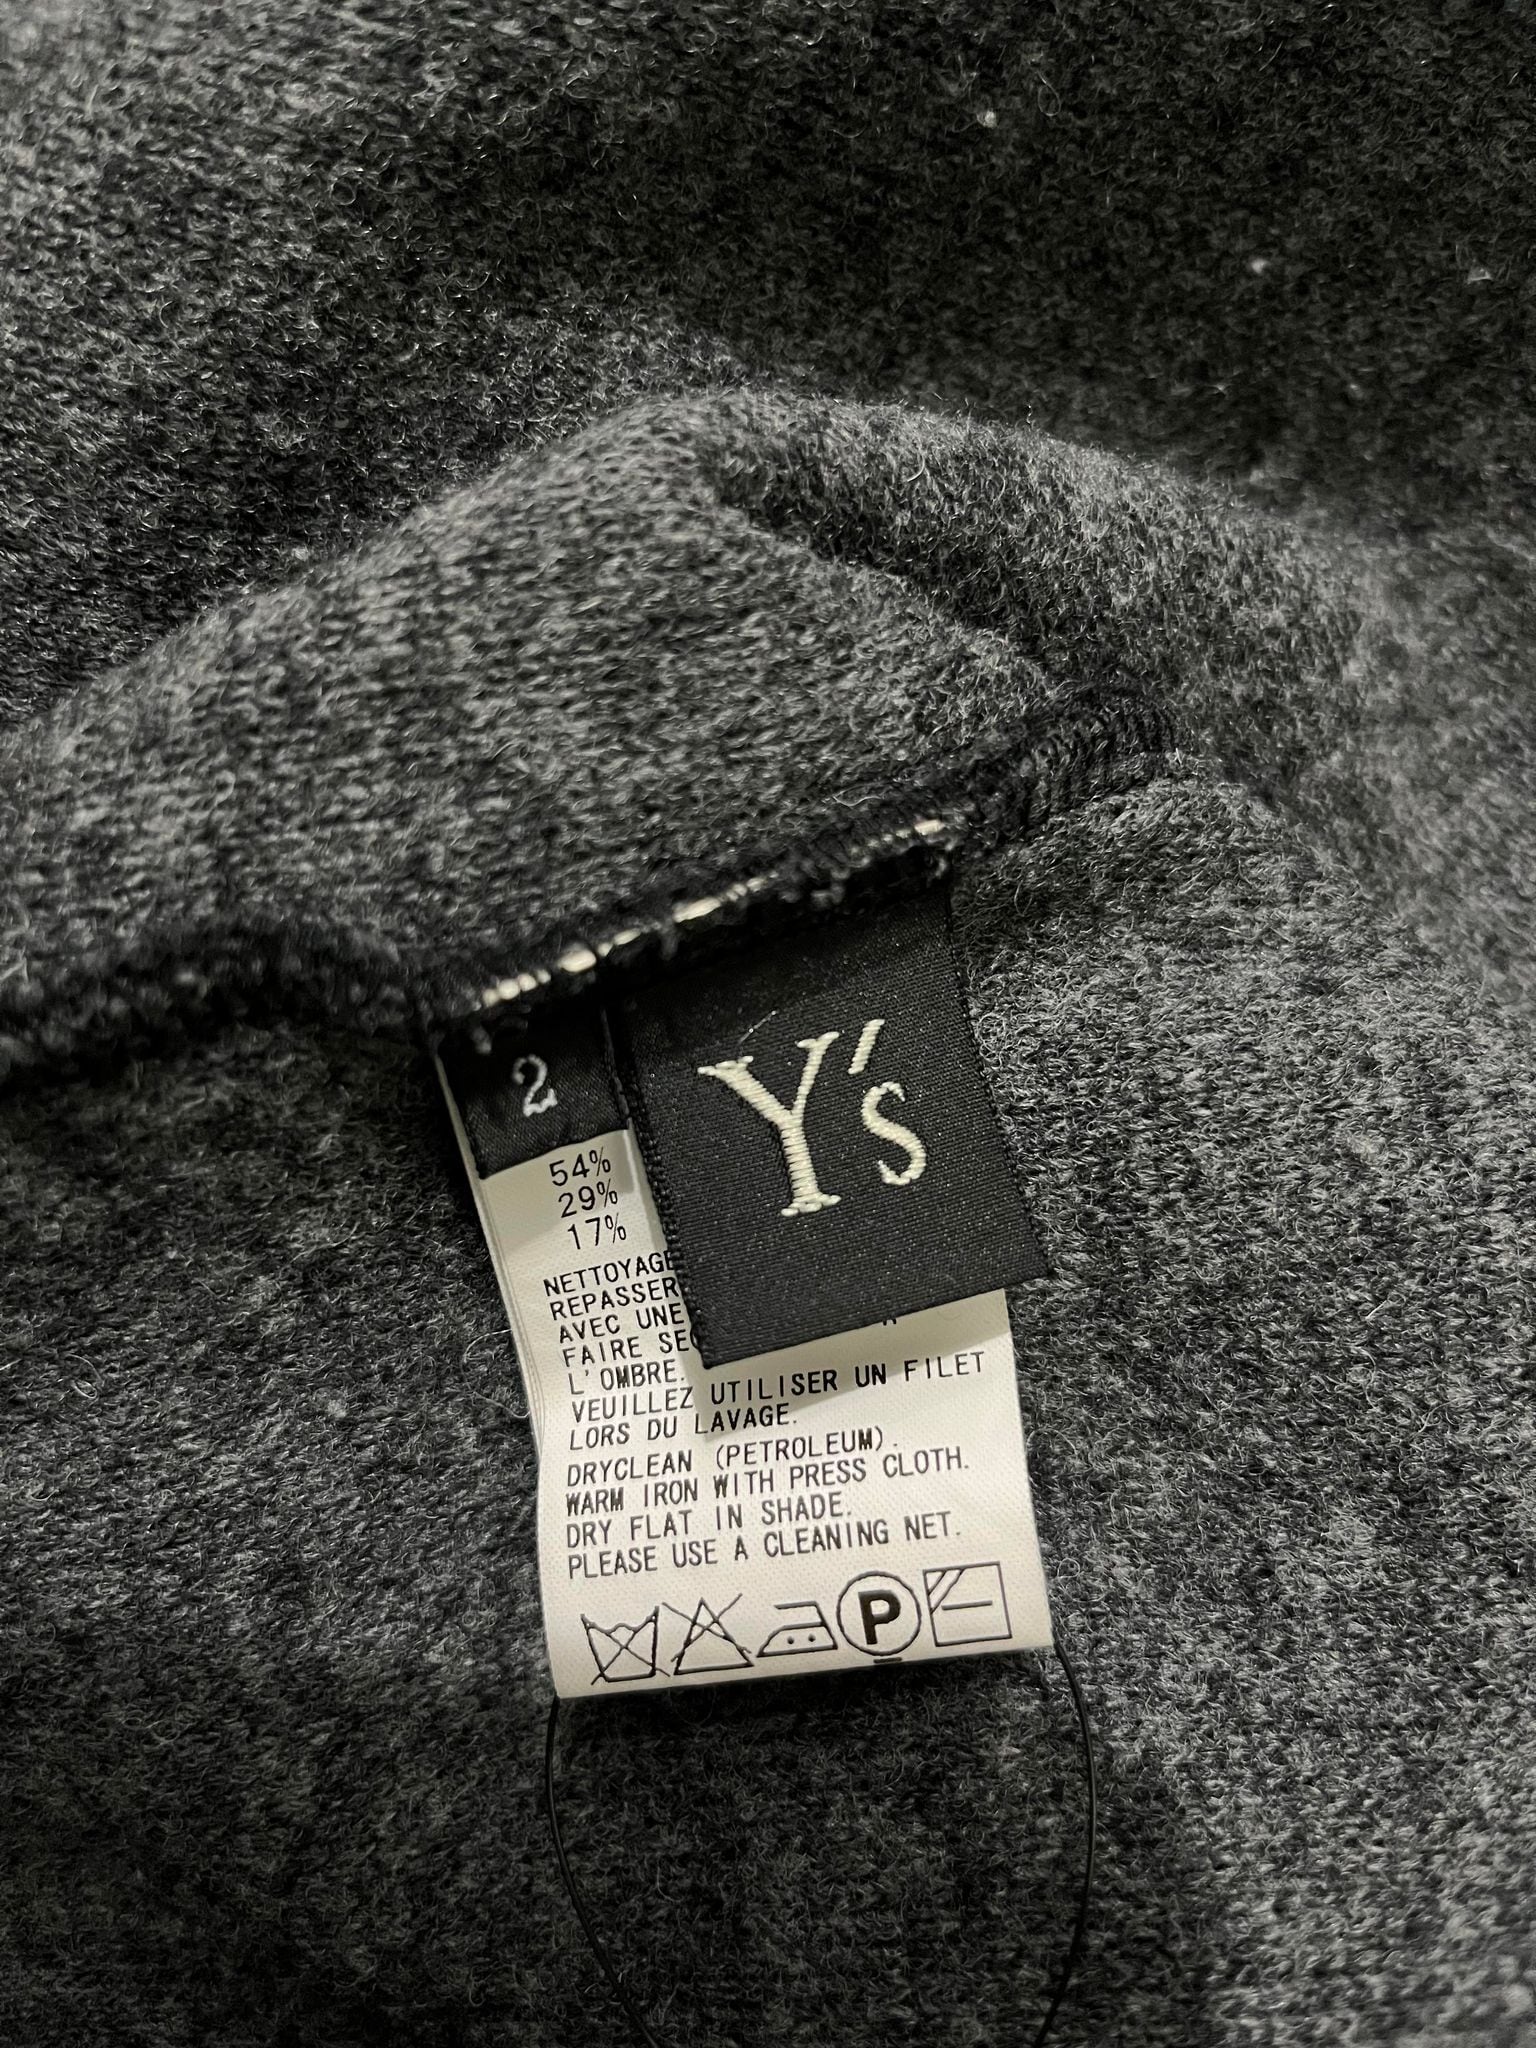 2
Y's
54%
29%
17%
NETTOYAGE
REPASSER
AVEC UNE
FAIRE
L'OMBRE.
VEUILLEZ UTILISER UN FILET
LORS DU LAVAGE.
DRYCLEAN (PETROLEUM).
WARM IRON WITH PRESS CLOTH.
DRY FLAT IN SHADE.
PLEASE USE A CLEANING NET.
P